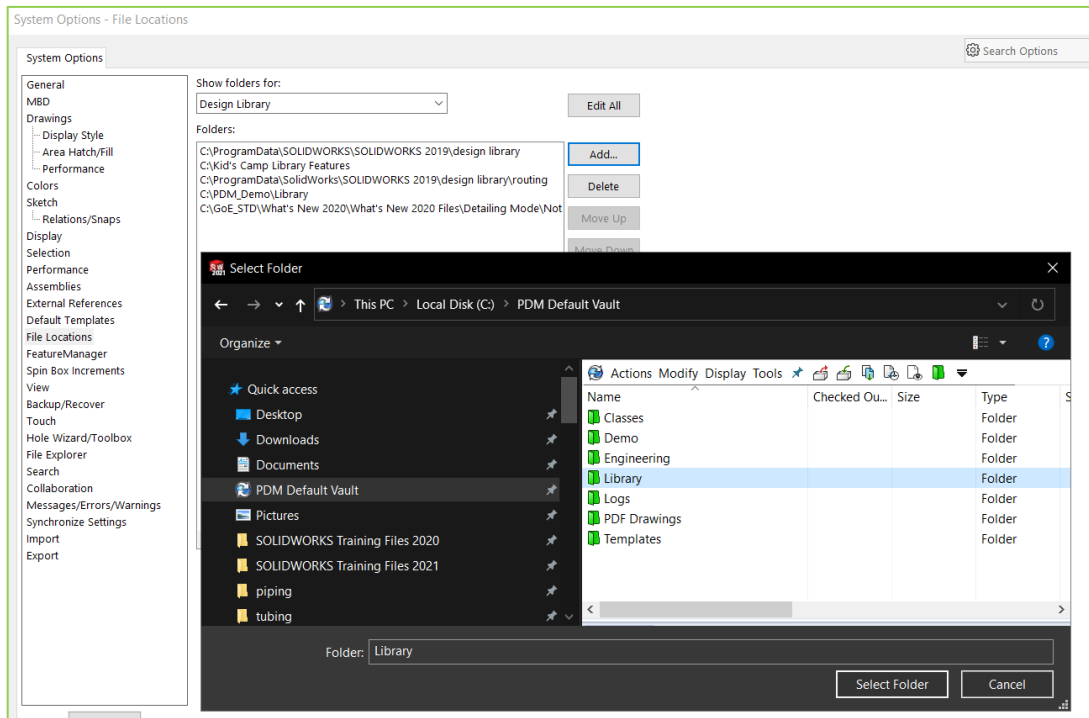 System Options - File Locations
Search Options
System Options
General
MBD
Drawings
Display Style
Area Hatch/Fill
Performance
Colors
Sketch
Relations/Snaps
Display
Selection
Performance
Assemblies
External References
Default Templates
File Locations
FeatureManager
Spin Box Increments
View
Backup/Recover
Touch
Hole Wizard/Toolbox
File Explorer
Search
Collaboration
Messages/Errors/Warnings
Synchronize Settings
Import
Export
Show folders for:
Design Library
Edit All
Folders:
C:\ProgramData\SOLIDWORKS\SOLIDWORKS 2019\design library
C:\Kid's Camp Library Features
C:\ProgramData\SolidWorks\SOLIDWORKS 2019\design library\routing
C:\PDM_Demo\Library
C:\GoE_STD\What's New 2020\What's New 2020 Files\Detailing Mode\Not
Add...
Delete
Move Up
Move Down
SW 2021 Select Folder
This PC > Local Disk (C:) > PDM Default Vault
Organize
Quick access
Desktop
Downloads
Documents
PDM Default Vault
Pictures
SOLIDWORKS Training Files 2020
SOLIDWORKS Training Files 2021
piping
tubing
Actions Modify Display Tools
Name Checked Ou... Size Type S
Classes Folder
Demo Folder
Engineering Folder
Library Folder
Logs Folder
PDF Drawings Folder
Templates Folder
Folder: Library
Select Folder Cancel